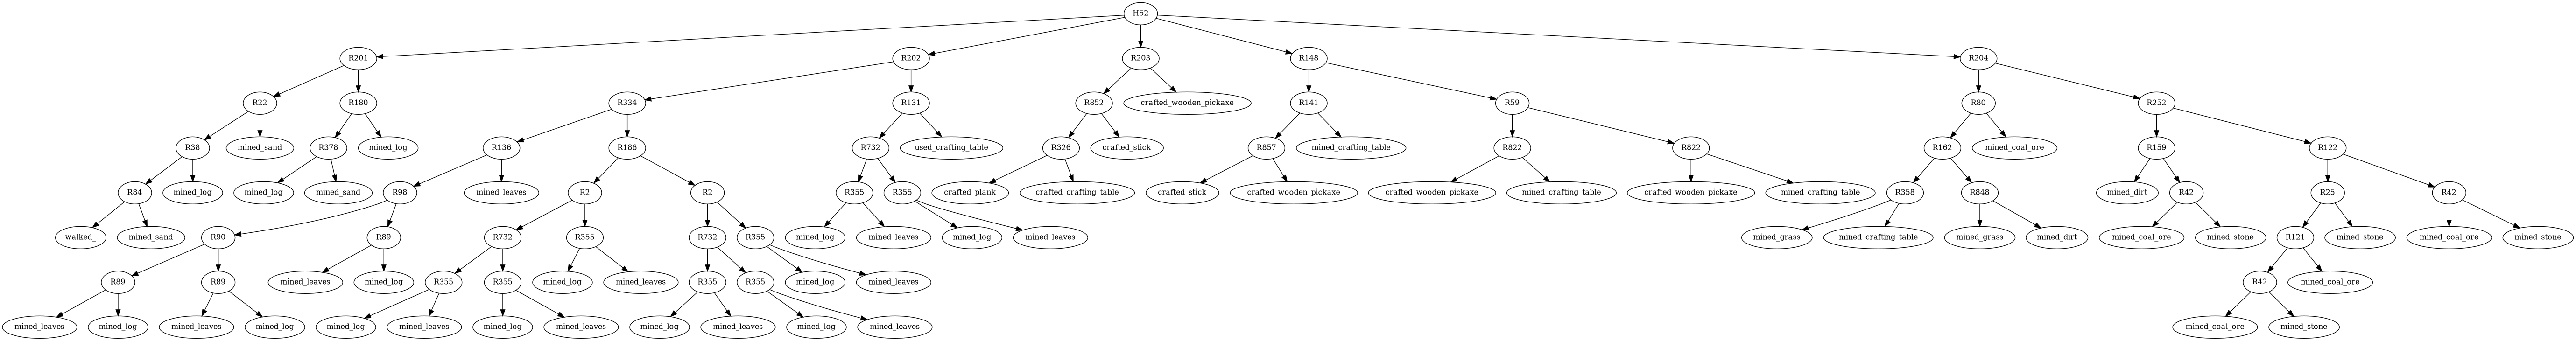 H52
R201 R202 R203 R148 R204
R22 R180 R334 R131 R852 crafted_wooden_pickaxe R141 R59 R80 R252
R38 mined_sand R378 mined_log R136 R186 R732 used_crafting_table R326 crafted_stick R857 mined_crafting_table R822 R822 R162 mined_coal_ore R159 R122
R84 mined_log mined_log mined_sand R98 mined_leaves R2 R2 R355 R355 crafted_plank crafted_crafting_table crafted_stick crafted_wooden_pickaxe crafted_wooden_pickaxe mined_crafting_table crafted_wooden_pickaxe mined_crafting_table R358 R848 mined_dirt R42 R25 R42
walked_ mined_sand R90 R89 R732 R355 R732 R355 mined_log mined_leaves mined_log mined_leaves mined_grass mined_crafting_table mined_grass mined_dirt mined_coal_ore mined_stone R121 mined_stone mined_coal_ore mined_stone
R89 R89 mined_leaves mined_log R355 R355 mined_log mined_leaves R355 R355 mined_log mined_leaves R42 mined_coal_ore
mined_leaves mined_log mined_leaves mined_log mined_log mined_leaves mined_log mined_leaves mined_log mined_leaves mined_log mined_leaves mined_coal_ore mined_stone